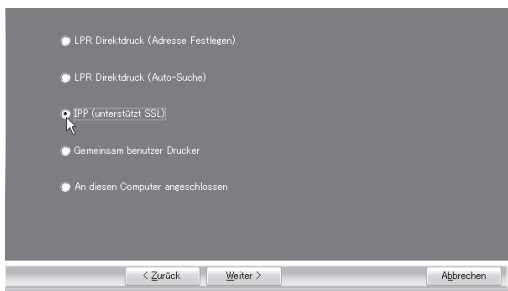 LPR Direktdruck (Adresse Festlegen)
LPR Direktdruck (Auto-Suche)
IPP (unterstützt SSL)
Gemeinsam benutzer Drucker
An diesen Computer angeschlossen
< Zurück Weiter > Abbrechen